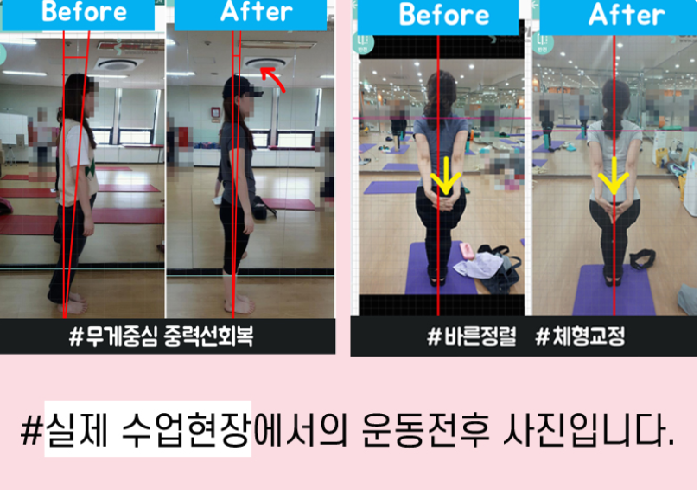 Before
After
Before
After
#무게중심 중력선회복
#바른정렬 #체형교정
#실제 수업현장에서의 운동전후 사진입니다.